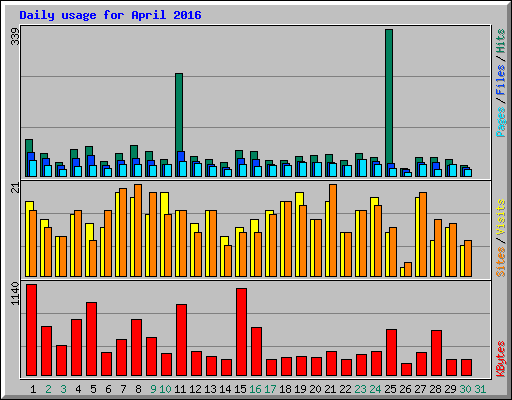 Daily usage for April 2016
339
Pages / Files / Hits
21
Sites / Visits
1140
KBytes
1 2 3 4 5 6 7 8 9 10 11 12 13 14 15 16 17 18 19 20 21 22 23 24 25 26 27 28 29 30 31